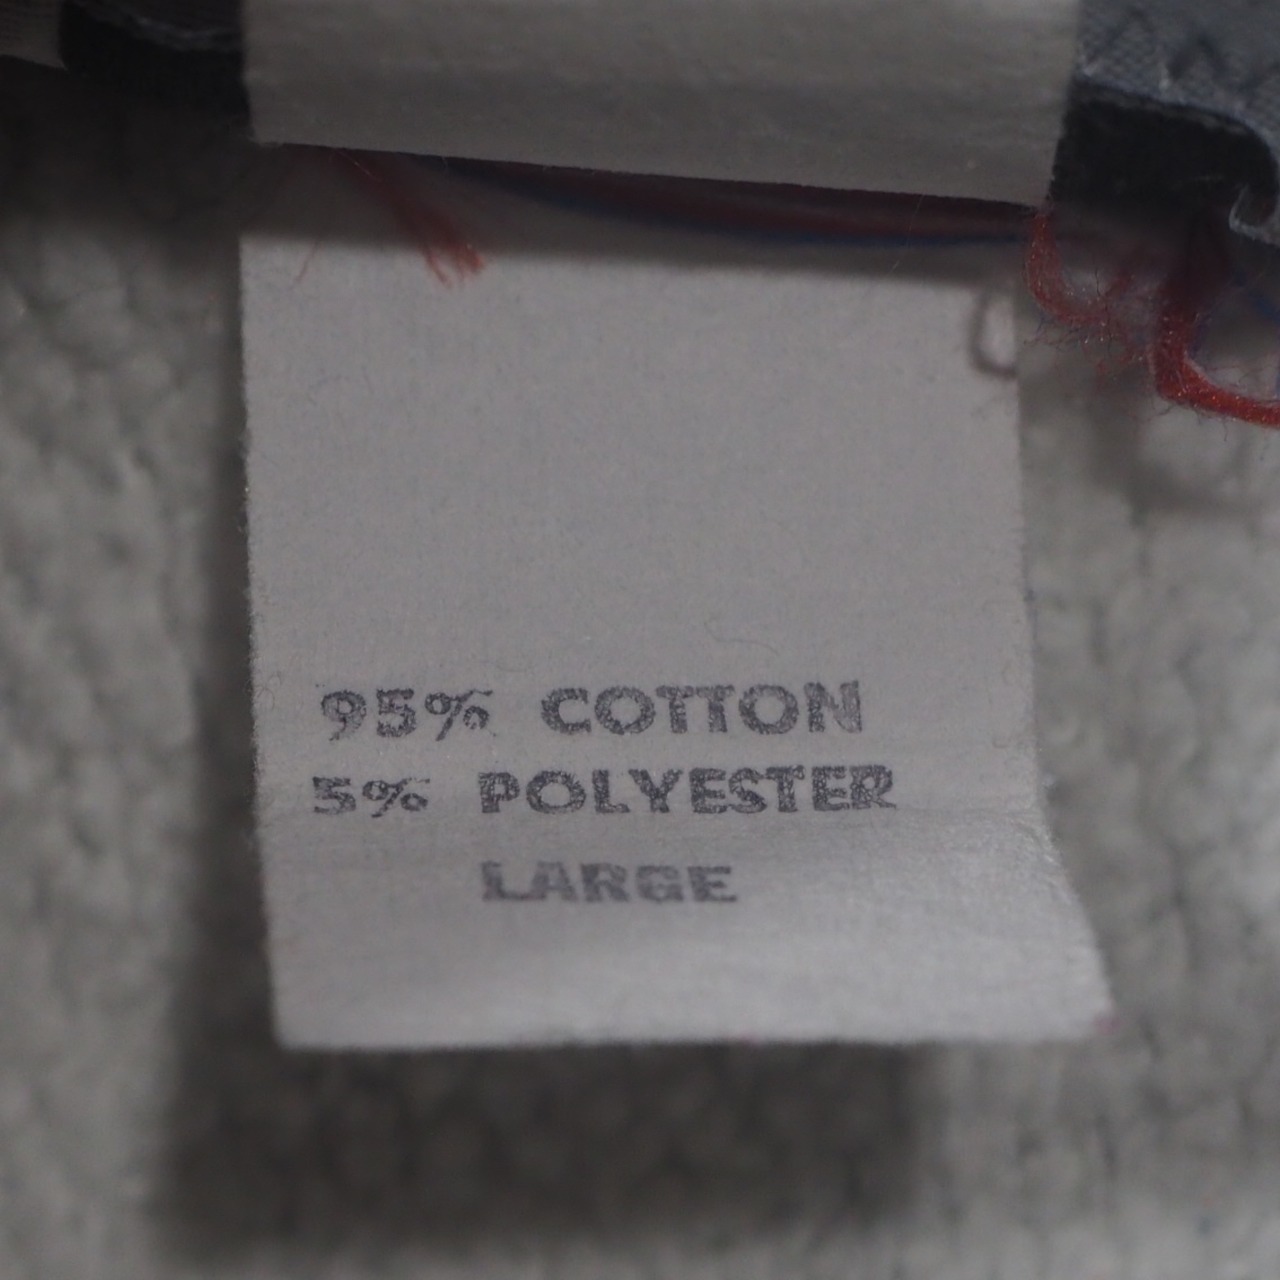 95% COTTON
5% POLYESTER
LARGE